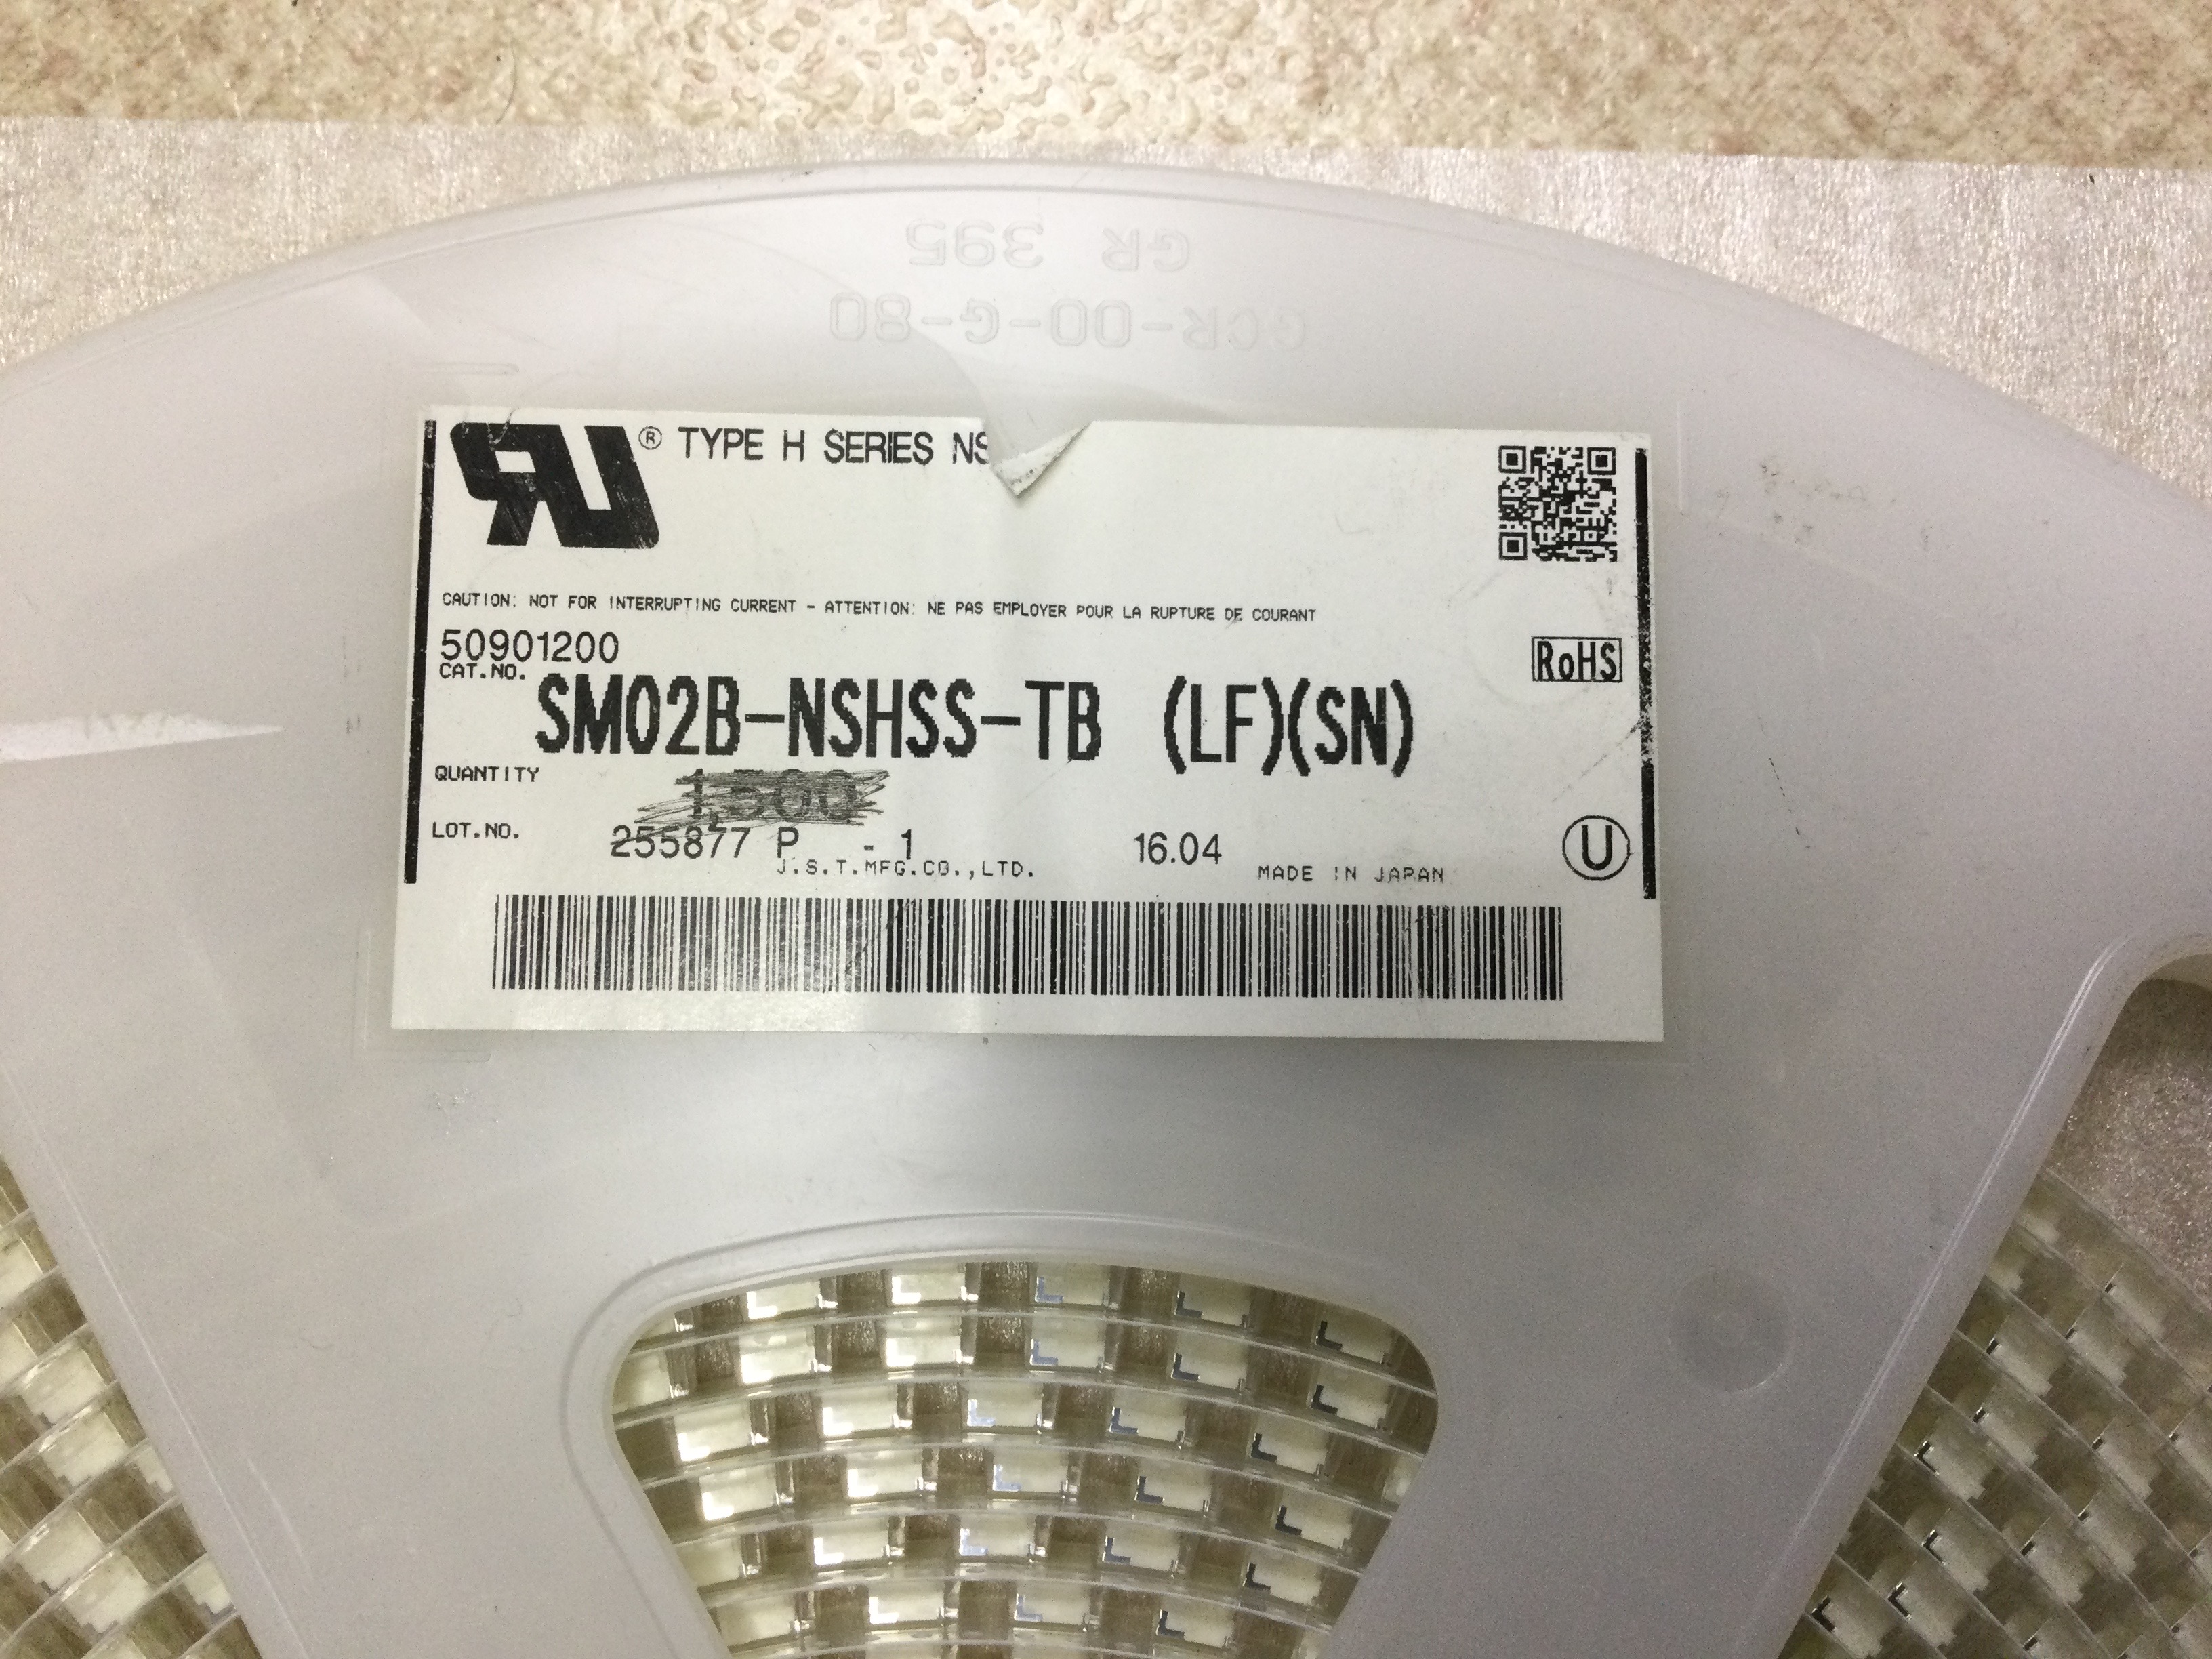 GR 395
GCR-00-G-80
® TYPE H SERIES NS
CAUTION: NOT FOR INTERRUPTING CURRENT - ATTENTION: NE PAS EMPLOYER POUR LA RUPTURE DE COURANT
50901200
RoHS
CAT.NO.
SM02B-NSHSS-TB (LF)(SN)
QUANTITY
1,500
LOT.NO. 255877 P - 1 16.04
U
J.S.T.MFG.CO.,LTD. MADE IN JAPAN